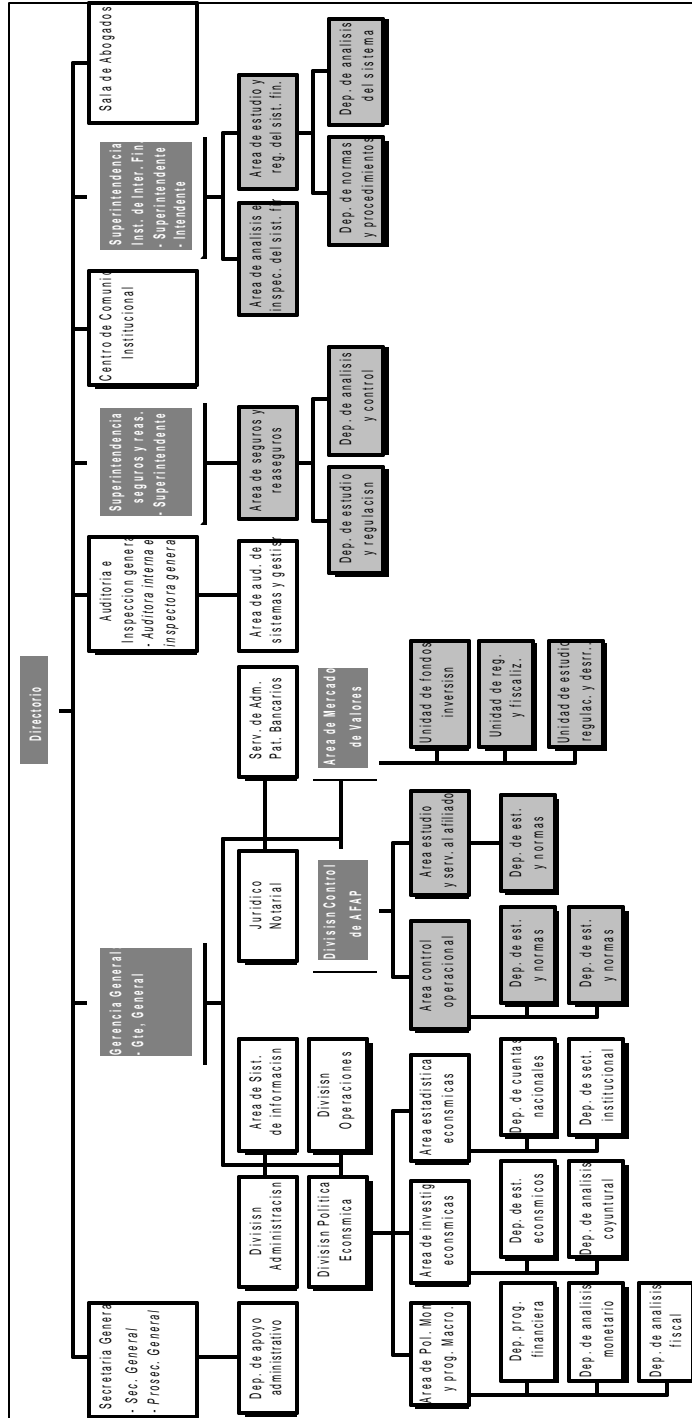 Directorio
Secretaria Genera
- Sec. General
- Prosec. General
Gerencia General
- Gte, General
Auditoria e
Inspeccion genera
- Auditora interna e
inspectora genera
Superintendencia
seguros y reas.
- Superintendente
Centro de Comunic
Institucional
Superintendencia
Inst. de Inter. Fin.
- Superintendente
- Intendente
Sala de Abogados
Dep. de apoyo
administrativo
Divisisn
Administracisn
Area de Sist.
de informacisn
Juridico
Notarial
Serv. de Adm.
Pat. Bancarios
Area de aud. de
sistemas y gestisr
Area de seguros y
reaseguros
Area de analisis e
inspec. del sist. fir
Area de estudio y
reg. del sist. fin.
Divisisn Politica
Econsmica
Divisisn
Operaciones
Divisisn Control
de AFAP
Area de Mercado
de Valores
Dep. de estudio
y regulacisn
Dep. de analisis
y control
Dep. de normas
y procedimientos
Dep. de analisis
del sistema
Area de Pol. Mon
y prog. Macro.
Area de investig
econsmicas
Area estadistica
econsmicas
Area control
operacional
Area estudio
y serv. al afiliado
Unidad de fondos
inversisn
Dep. prog.
financiera
Dep. de est.
econsmicos
Dep. de cuentas
nacionales
Dep. de est.
y normas
Dep. de est.
y normas
Unidad de reg.
y fiscaliz.
Dep. de analisis
monetario
Dep. de analisis
coyuntural
Dep. de sect.
institucional
Dep. de est.
y normas
Unidad de estudio
regulac. y desrr..
Dep. de analisis
fiscal